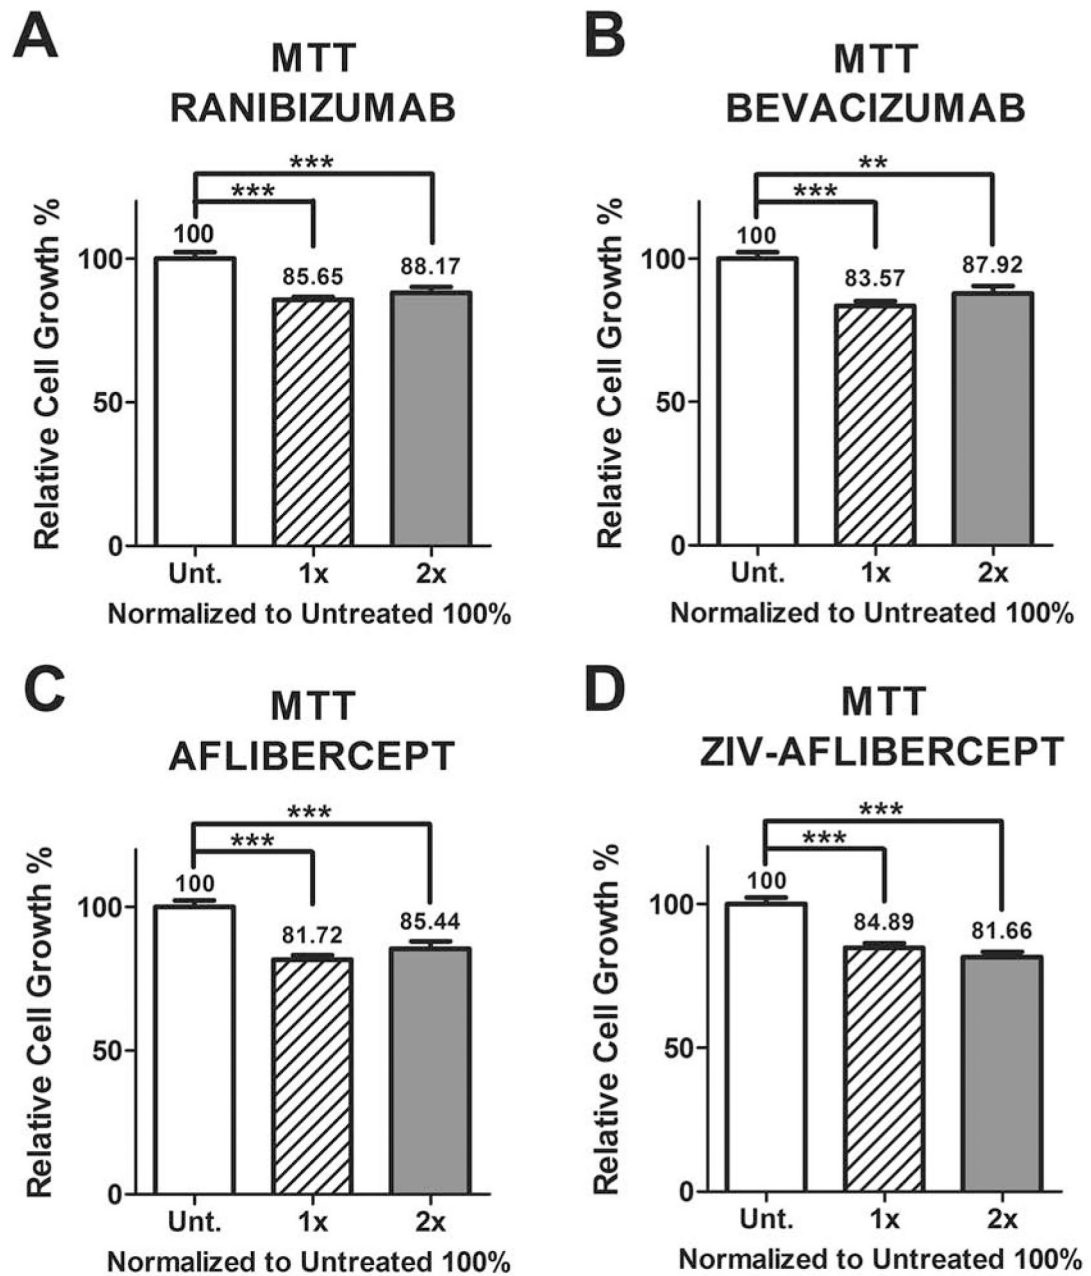 A
MTT
RANIBIZUMAB
***
***
100
85.65
88.17
Relative Cell Growth %
100
50
0
Unt. 1x 2x
Normalized to Untreated 100%
B
MTT
BEVACIZUMAB
**
***
100
83.57
87.92
Relative Cell Growth %
100
50
0
Unt. 1x 2x
Normalized to Untreated 100%
C
MTT
AFLIBERCEPT
***
***
100
81.72
85.44
Relative Cell Growth %
100
50
0
Unt. 1x 2x
Normalized to Untreated 100%
D
MTT
ZIV-AFLIBERCEPT
***
***
100
84.89
81.66
Relative Cell Growth %
100
50
0
Unt. 1x 2x
Normalized to Untreated 100%